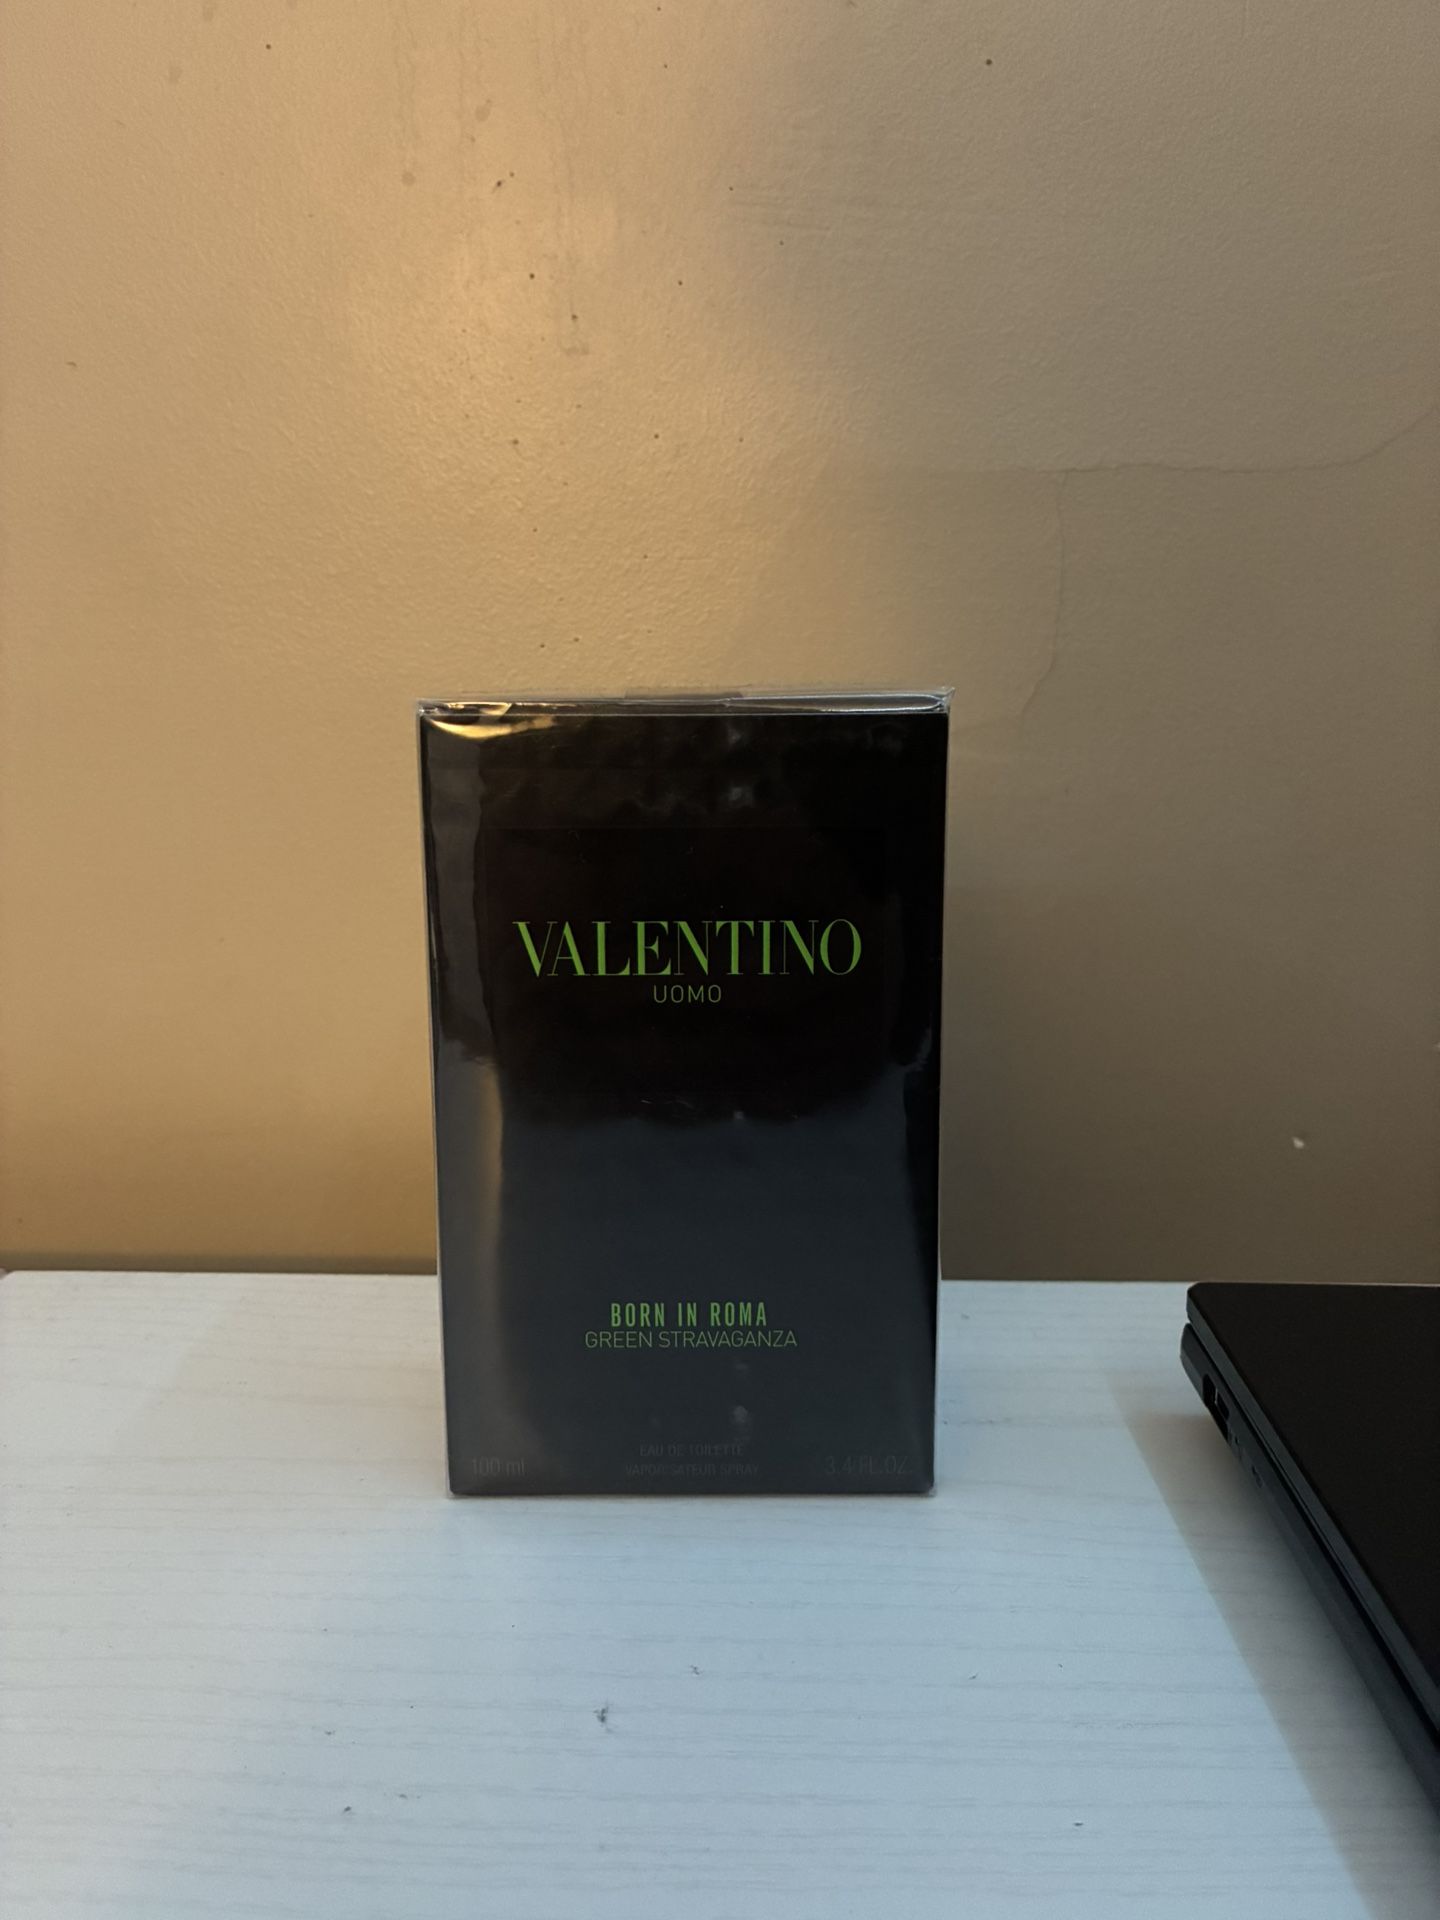 VALENTINO
UOMO
BORN IN ROMA
GREEN STRAVAGANZA
EAU DE TOILETTE
100 ml VAPORISATEUR SPRAY 3.4 FL.OZ.